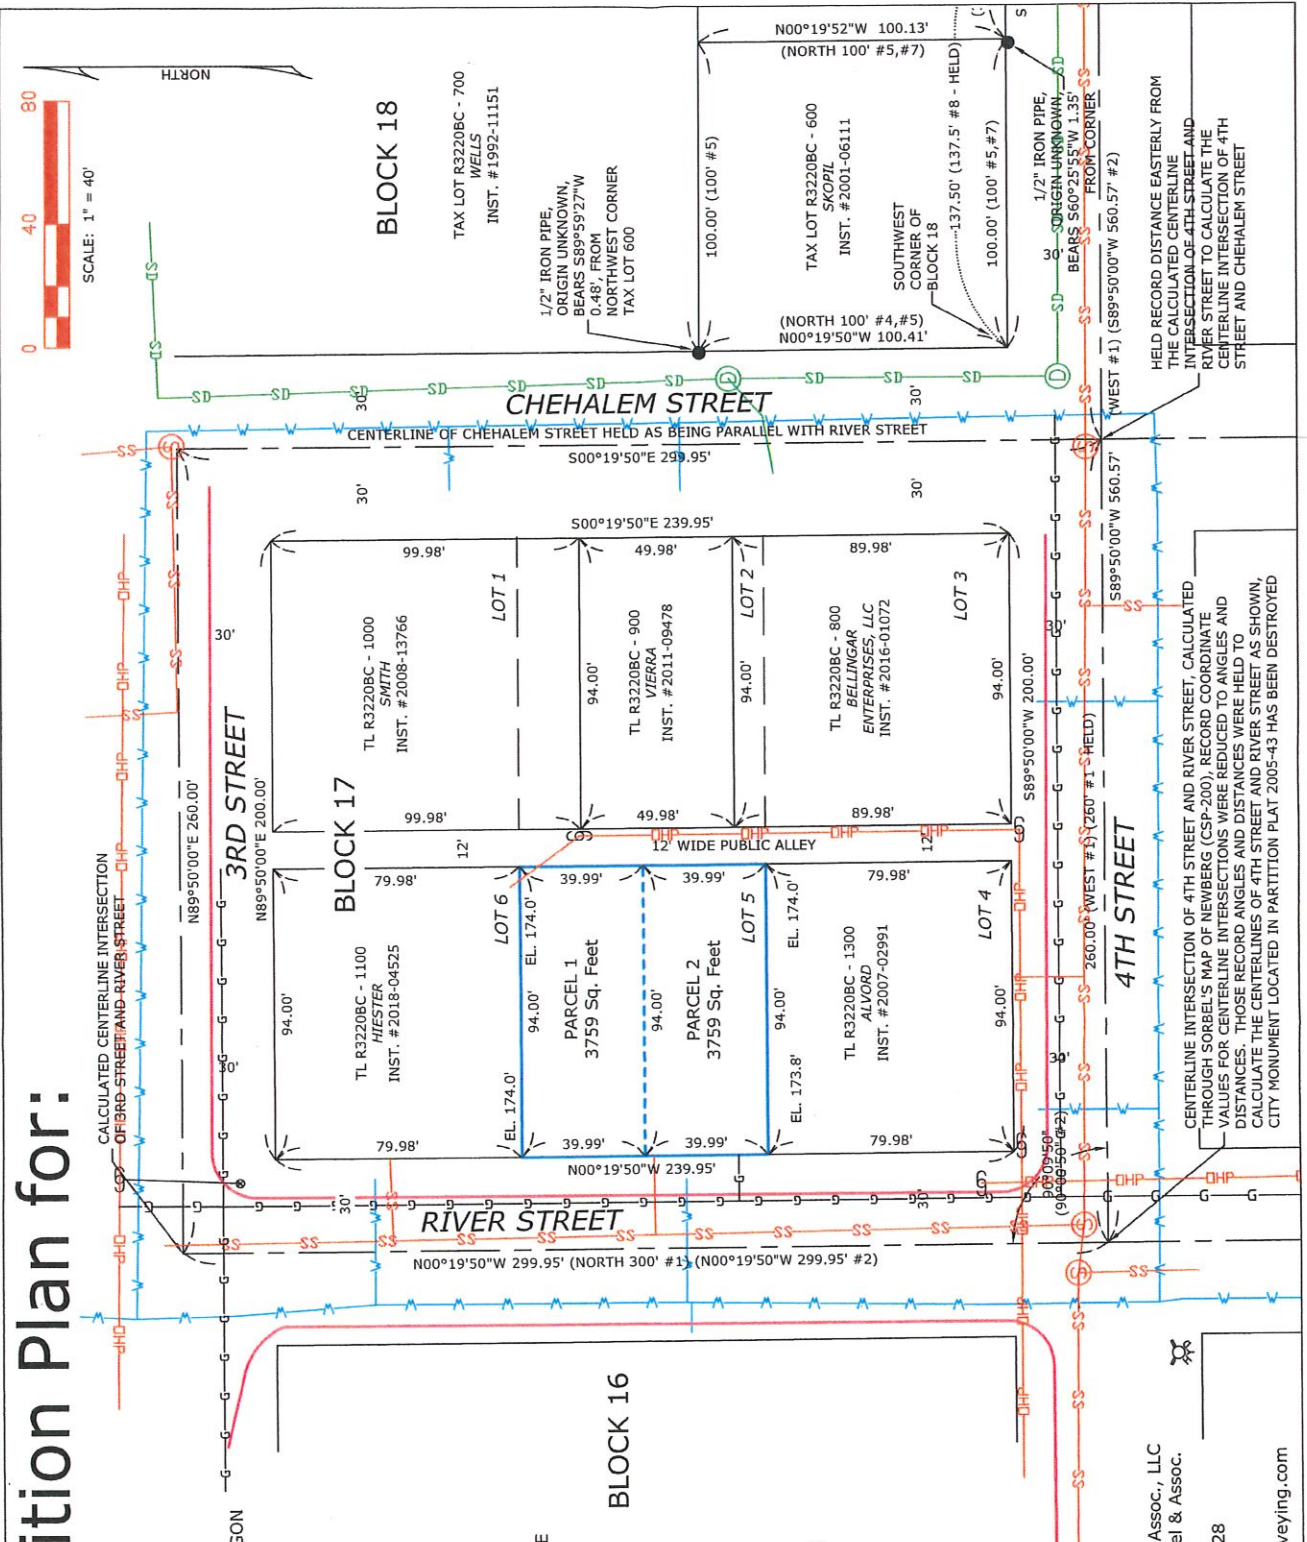 ition Plan for:
0
40
80
SCALE: 1" = 40'
NORTH
BLOCK 18
TAX LOT R3220BC - 700
WELLS
INST. #1992-11151
1/2" IRON PIPE,
ORIGIN UNKNOWN,
BEARS S89°59'27"W
0.48', FROM
NORTHWEST CORNER
TAX LOT 600
N00°19'52"W 100.13'
(NORTH 100' #5,#7)
100.00' (100' #5)
TAX LOT R3220BC - 600
SKOPIL
INST. #2001-06111
SOUTHWEST
CORNER OF
BLOCK 18
(NORTH 100' #4,#5)
N00°19'50"W 100.41'
137.50' (137.5' #8 - HELD)
100.00' (100' #5,#7)
1/2" IRON PIPE,
ORIGIN UNKNOWN,
BEARS S60°25'55"W 1.35'
FROM CORNER
30'
S89°50'00"W 560.57' (WEST #1) (S89°50'00"W 560.57' #2)
HELD RECORD DISTANCE EASTERLY FROM
THE CALCULATED CENTERLINE
INTERSECTION OF 4TH STREET AND
RIVER STREET TO CALCULATE THE
CENTERLINE INTERSECTION OF 4TH
STREET AND CHEHALEM STREET
CHEHALEM STREET
CENTERLINE OF CHEHALEM STREET HELD AS BEING PARALLEL WITH RIVER STREET
S00°19'50"E 299.95'
30'
30'
30'
30'
S00°19'50"E 239.95'
99.98'
49.98'
89.98'
LOT 1
LOT 2
LOT 3
TL R3220BC - 1000
SMITH
INST. #2008-13766
TL R3220BC - 900
VIERRA
INST. #2011-09478
TL R3220BC - 800
BELLINGAR
ENTERPRISES, LLC
INST. #2016-01072
94.00'
94.00'
94.00'
99.98'
49.98'
89.98'
12' WIDE PUBLIC ALLEY
12'
12'
3RD STREET
30'
30'
N89°50'00"E 260.00'
N89°50'00"E 200.00'
BLOCK 17
79.98'
39.99'
39.99'
79.98'
LOT 6
LOT 5
LOT 4
EL. 174.0'
EL. 174.0'
TL R3220BC - 1100
HIESTER
INST. #2018-04525
94.00'
94.00'
PARCEL 1
3759 Sq. Feet
94.00'
PARCEL 2
3759 Sq. Feet
94.00'
TL R3220BC - 1300
ALVORD
INST. #2007-02991
94.00'
EL. 174.0'
EL. 173.8'
79.98'
39.99'
39.99'
79.98'
N00°19'50"W 239.95'
S89°50'00"W 200.00'
260.00' (WEST #1) (260' #1 - HELD)
4TH STREET
30'
30'
CALCULATED CENTERLINE INTERSECTION
OF 3RD STREET AND RIVER STREET
RIVER STREET
30'
30'
N00°19'50"W 299.95' (NORTH 300' #1) (N00°19'50"W 299.95' #2)
CENTERLINE INTERSECTION OF 4TH STREET AND RIVER STREET, CALCULATED
THROUGH SORBEL'S MAP OF NEWBERG (CSP-200), RECORD COORDINATE
VALUES FOR CENTERLINE INTERSECTIONS WERE REDUCED TO ANGLES AND
DISTANCES. THOSE RECORD ANGLES AND DISTANCES WERE HELD TO
CALCULATE THE CENTERLINES OF 4TH STREET AND RIVER STREET AS SHOWN,
CITY MONUMENT LOCATED IN PARTITION PLAT 2005-43 HAS BEEN DESTROYED
BLOCK 16
GON
E
Assoc., LLC
el & Assoc.
28
veying.com